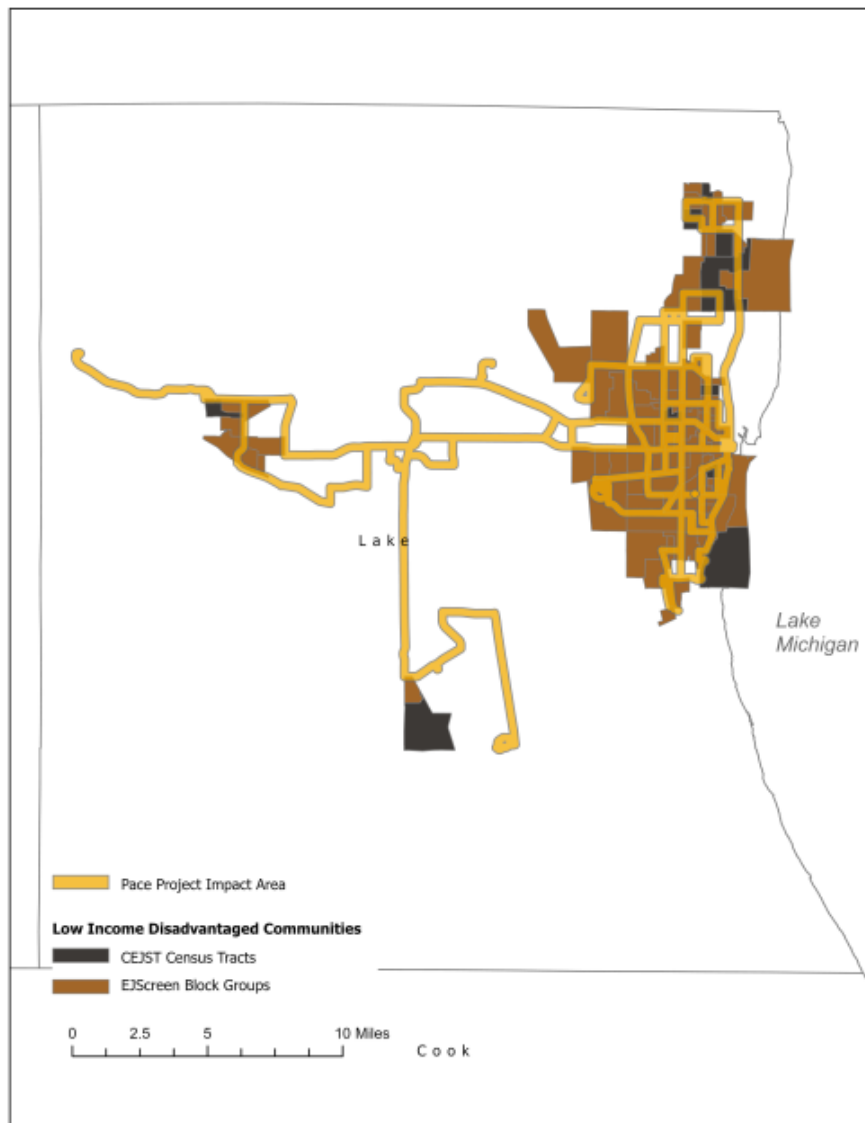 Lake
Lake
Michigan
Pace Project Impact Area
Low Income Disadvantaged Communities
CEJST Census Tracts
EJScreen Block Groups
0 2.5 5 10 Miles
Cook